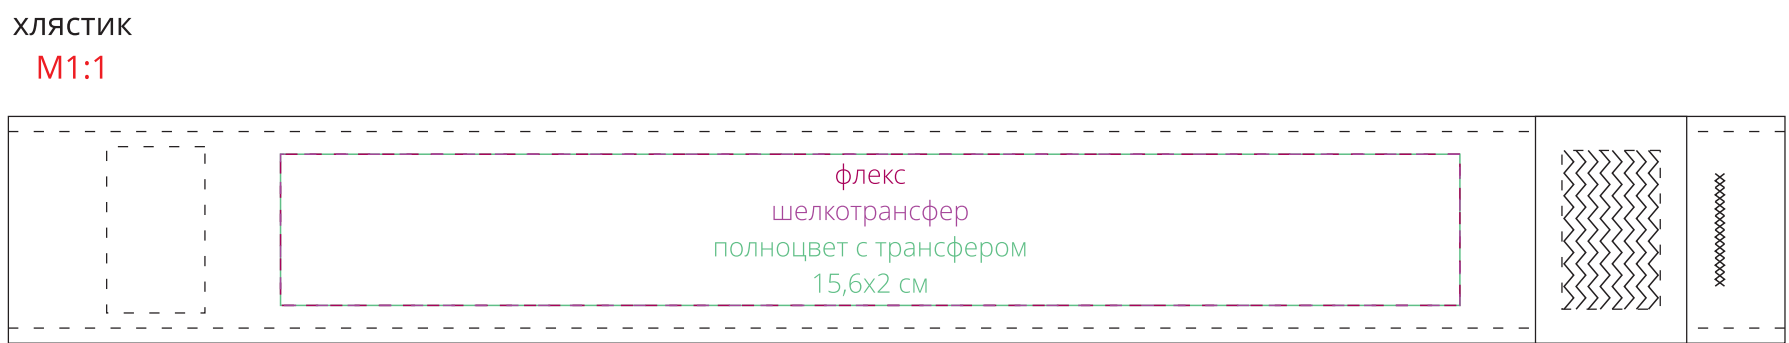 хлястик
М1:1
флекс
шелкотрансфер
полноцвет с трансфером
15,6х2 см